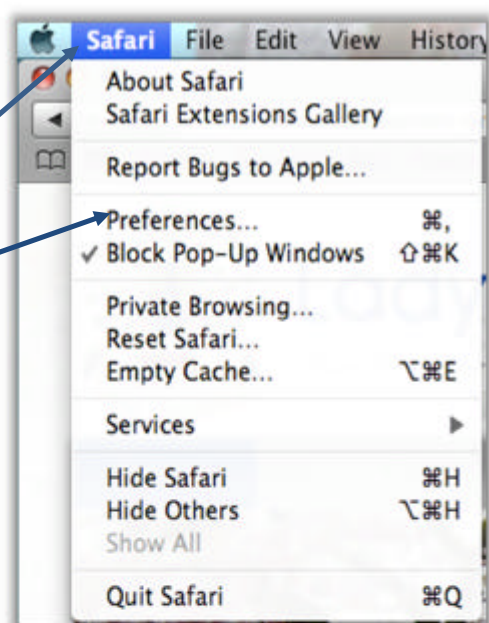 Safari File Edit View History
About Safari
Safari Extensions Gallery
Report Bugs to Apple...
Preferences... ⌘,
✓ Block Pop-Up Windows ⇧⌘K
Private Browsing...
Reset Safari...
Empty Cache... ⌥⌘E
Services ▶
Hide Safari ⌘H
Hide Others ⌥⌘H
Show All
Quit Safari ⌘Q
Lady